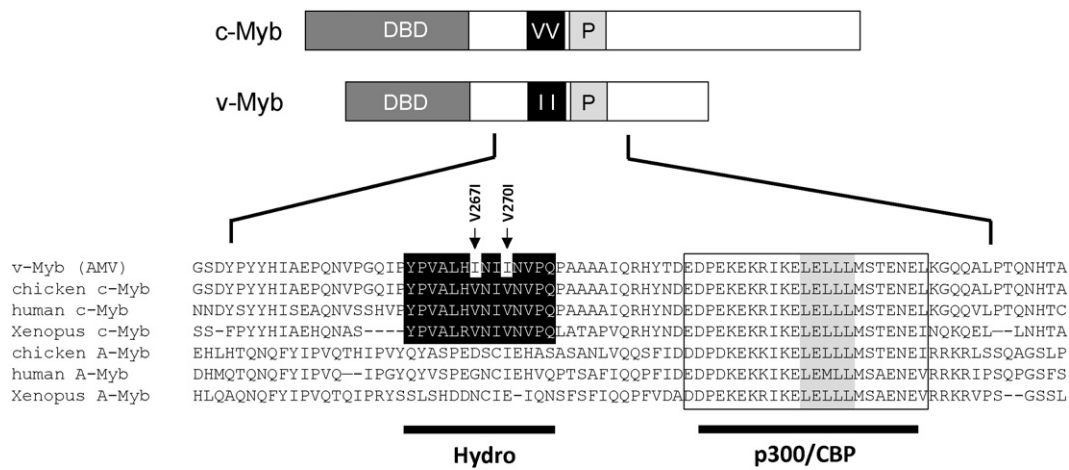 c-Myb DBD VV P
v-Myb DBD I I P
V267I V270I
v-Myb (AMV) GSDYPYYHIAEPQNVPGQIPYPVALHINIINVPQPAAAAIQRHYTDEDPEKEKRIKELELLLMSTENELKGQQALPTQNHTA
chicken c-Myb GSDYPYYHIAEPQNVPGQIPYPVALHVNIVNVPQPAAAAIQRHYNDEDPEKEKRIKELELLLMSTENELKGQQALPTQNHTA
human c-Myb NNDYSYYHISEAQNVSSHVPYPVALHVNIVNVPQPAAAAIQRHYNDEDPEKEKRIKELELLLMSTENELKGQQVLPTQNHTC
Xenopus c-Myb SS-FPYYHIAEHQNAS----YPVALRVNIVNVPQLATAPVQRHYNDEDPEKEKRIKELELLLMSTENEINQKQEL--LNHTA
chicken A-Myb EHLHTQNQFYIPVQTHIPVYQYASPEDSCIEHASASANLVQQSFIDDDPDKEKKIKELELLLMSTENEIRRKRLSSQAGSLP
human A-Myb DHMQTQNQFYIPVQ--IPGYQYVSPEGNCIEHVQPTSAFIQQPFIDEDPDKEKKIKELEMLLMSAENEVRRKRIPSQPGSFS
Xenopus A-Myb HLQAQNQFYIPVQTQIPRYSSLSHDDNCIE-IQNSFSFIQQPFVDADDPDKEKKIKELELLLMSAENEVRRKRVPS--GSSL
Hydro p300/CBP